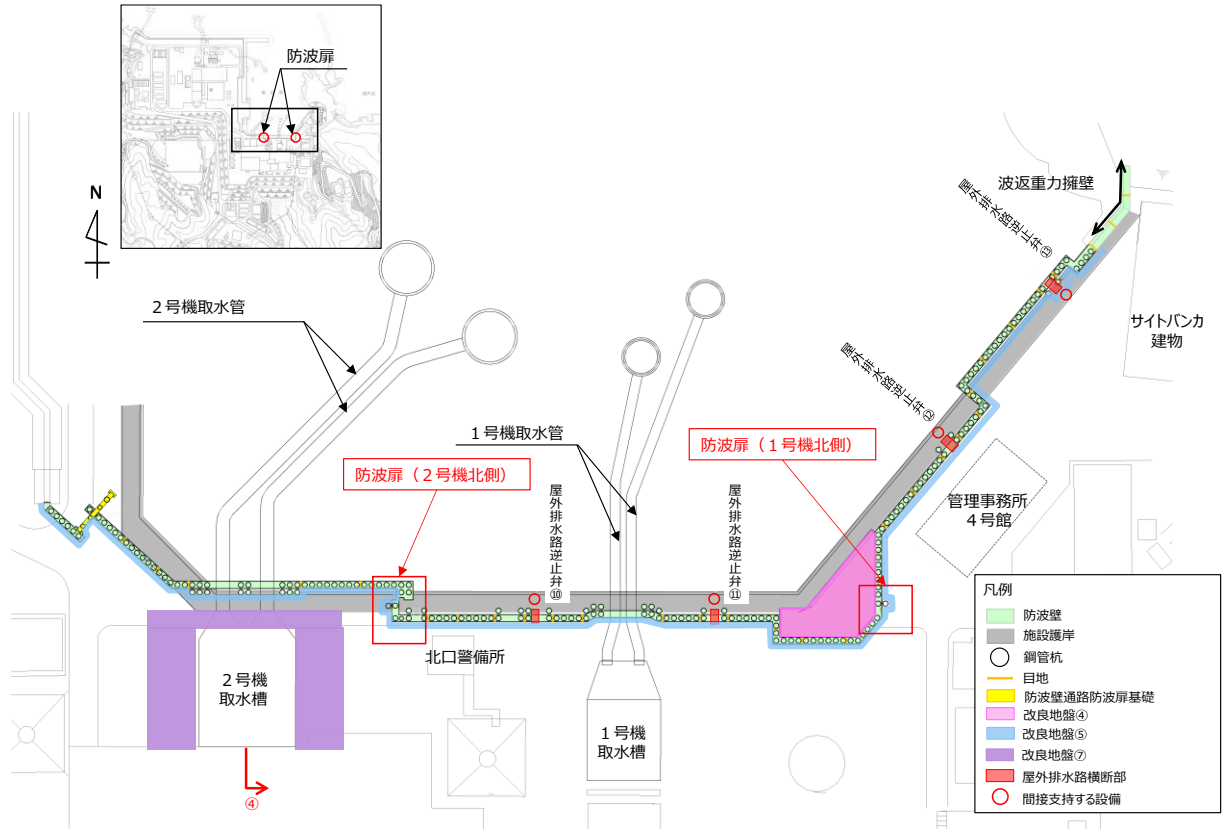 防波扉
N
波返重力擁壁
屋外排水路逆止弁⑬
2号機取水管
サイトバンカ
建物
屋外排水路逆止弁⑫
1号機取水管
防波扉（1号機北側）
防波扉（2号機北側）
屋外排水路逆止弁⑩
屋外排水路逆止弁⑪
管理事務所
4号館
北口警備所
2号機
取水槽
1号機
取水槽
④
凡例
防波壁
施設護岸
鋼管杭
目地
防波壁通路防波扉基礎
改良地盤④
改良地盤⑤
改良地盤⑦
屋外排水路横断部
間接支持する設備